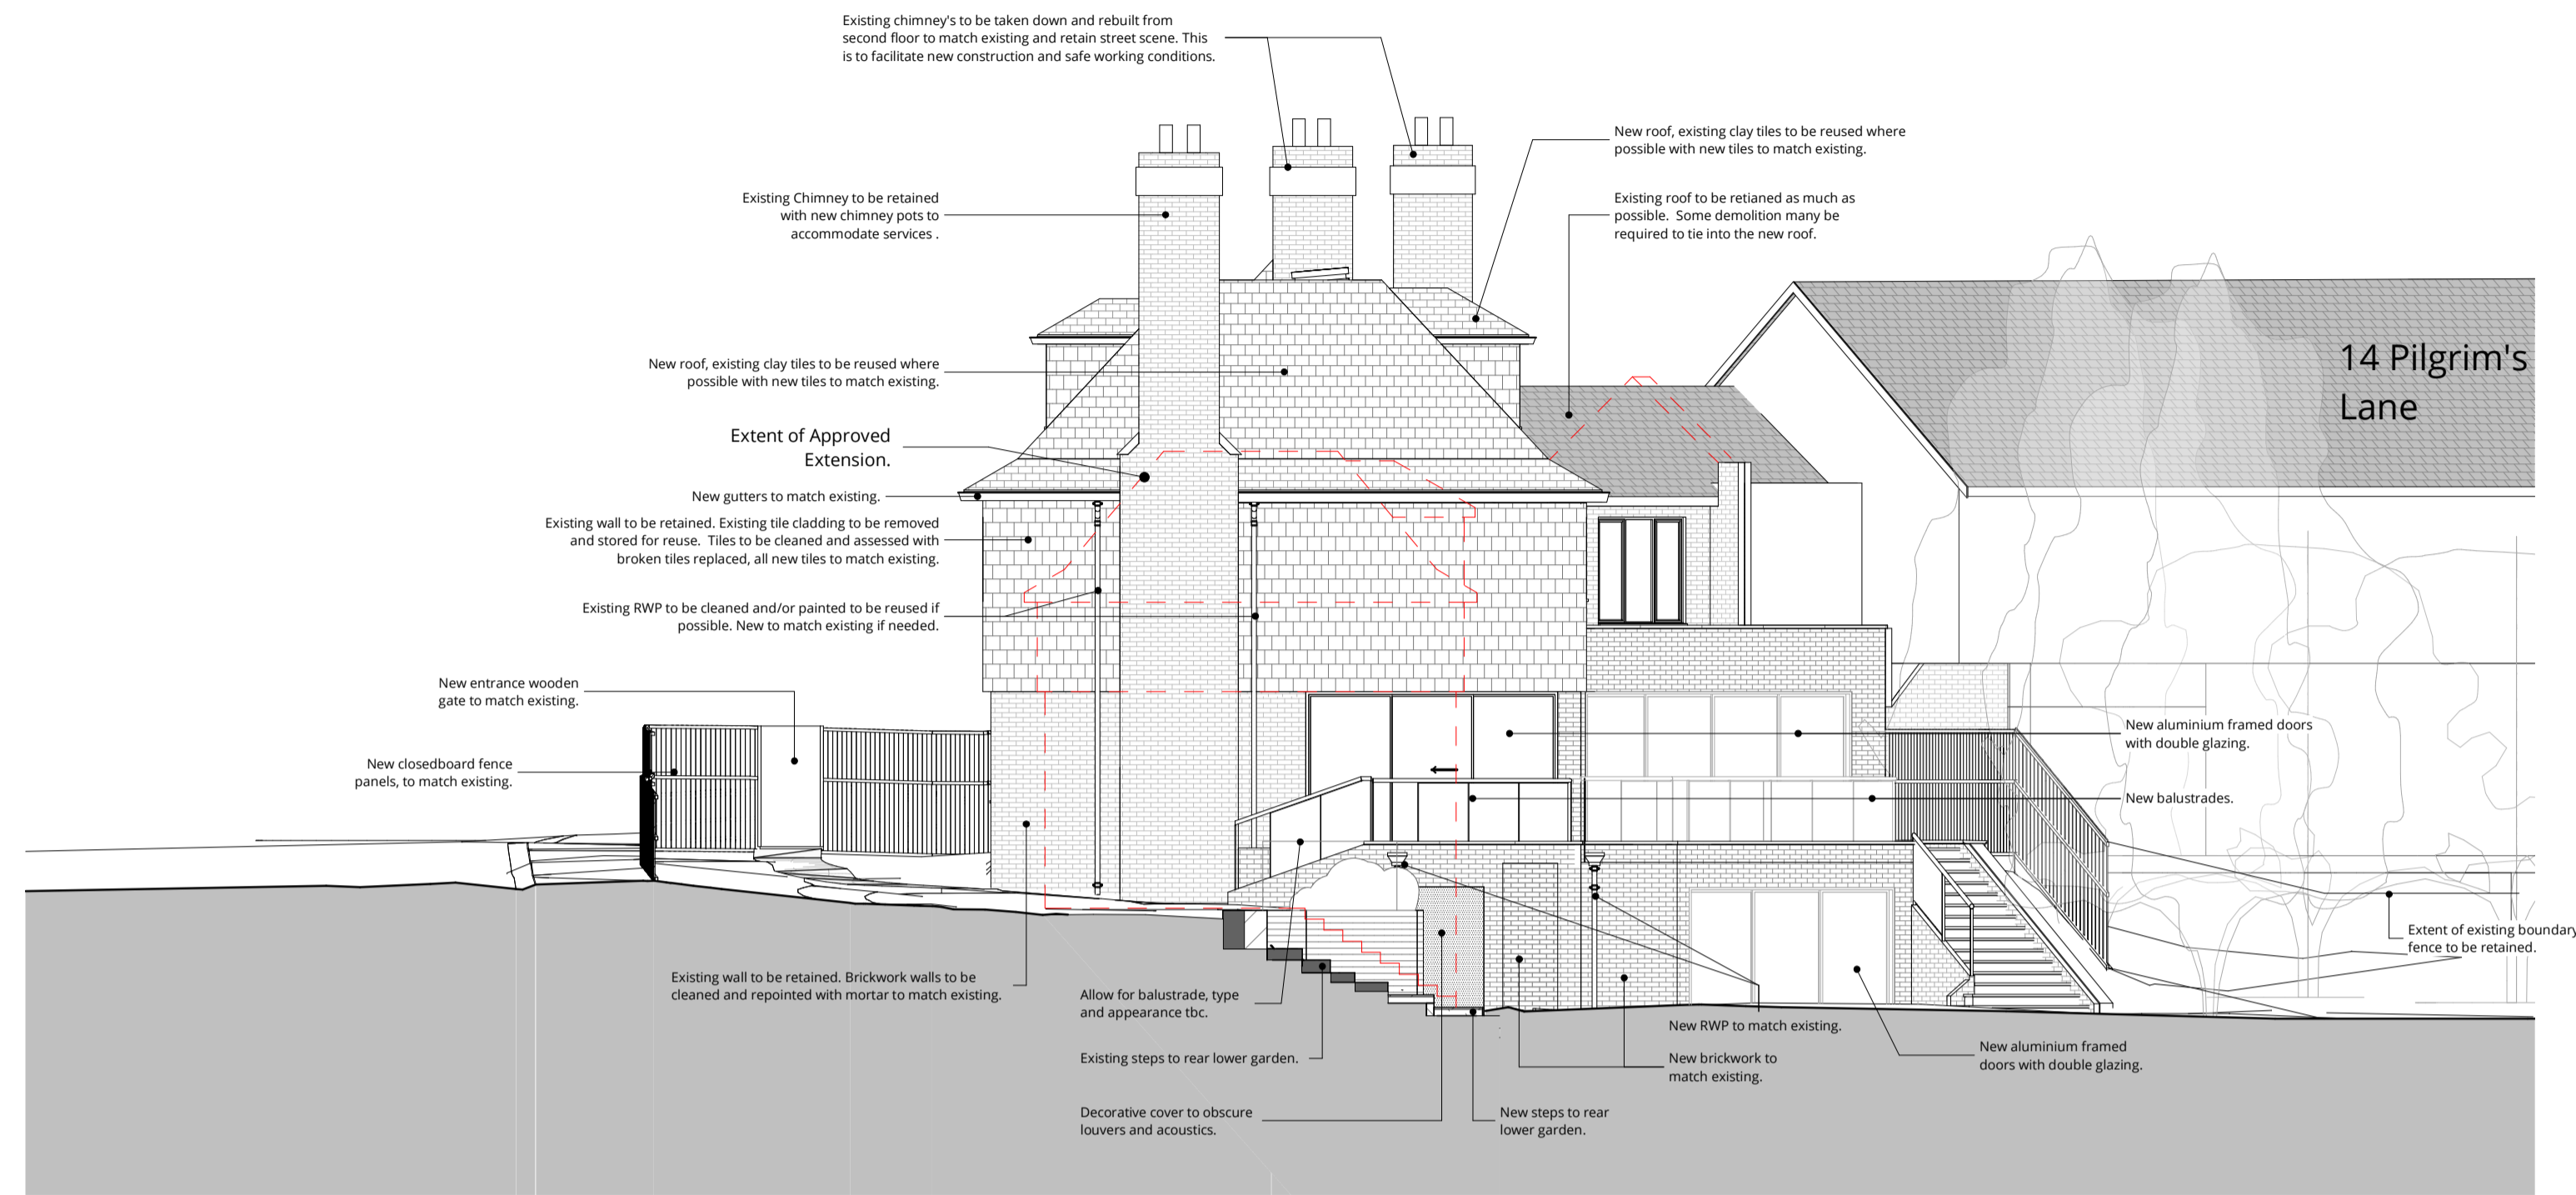 Existing chimney's to be taken down and rebuilt from
second floor to match existing and retain street scene. This
is to facilitate new construction and safe working conditions.
New roof, existing clay tiles to be reused where
possible with new tiles to match existing.
Existing Chimney to be retained
with new chimney pots to
accommodate services .
Existing roof to be retianed as much as
possible.  Some demolition many be
required to tie into the new roof.
14 Pilgrim's
Lane
New roof, existing clay tiles to be reused where
possible with new tiles to match existing.
Extent of Approved
Extension.
New gutters to match existing.
Existing wall to be retained. Existing tile cladding to be removed
and stored for reuse.  Tiles to be cleaned and assessed with
broken tiles replaced, all new tiles to match existing.
Existing RWP to be cleaned and/or painted to be reused if
possible. New to match existing if needed.
New entrance wooden
gate to match existing.
New closedboard fence
panels, to match existing.
New aluminium framed doors
with double glazing.
New balustrades.
Extent of existing boundary
fence to be retained.
Existing wall to be retained. Brickwork walls to be
cleaned and repointed with mortar to match existing.
Allow for balustrade, type
and appearance tbc.
Existing steps to rear lower garden.
Decorative cover to obscure
louvers and acoustics.
New steps to rear
lower garden.
New RWP to match existing.
New brickwork to
match existing.
New aluminium framed
doors with double glazing.